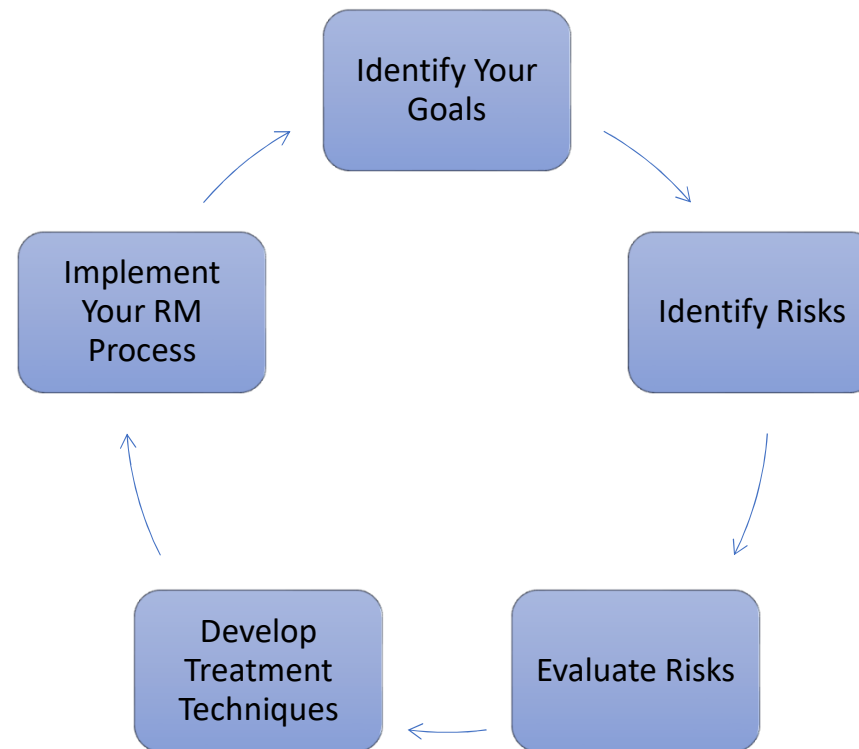 Identify Your
Goals
Identify Risks
Evaluate Risks
Develop
Treatment
Techniques
Implement
Your RM
Process